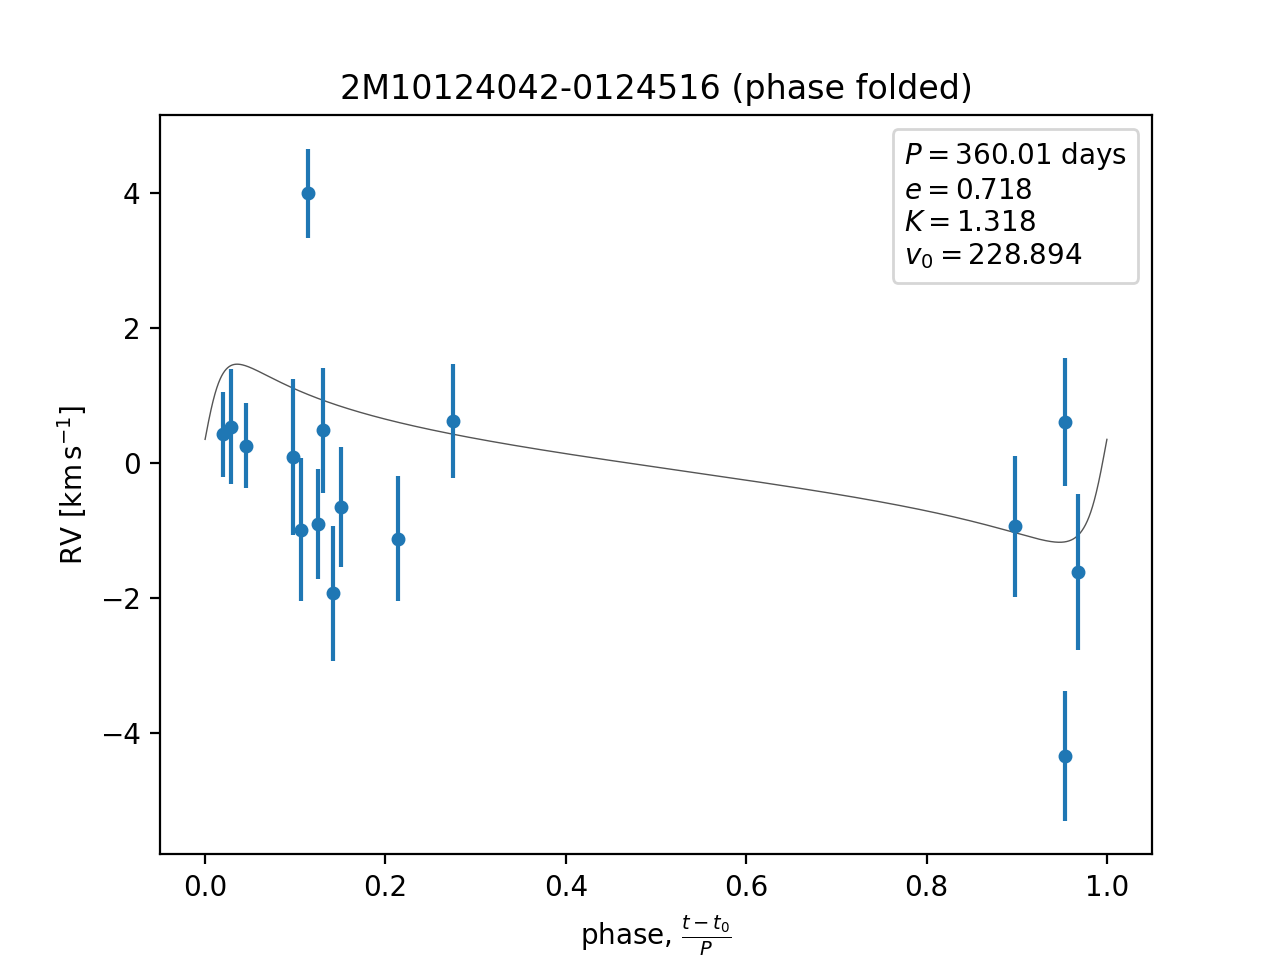 2M10124042-0124516 (phase folded)
P = 360.01 days
e = 0.718
K = 1.318
v₀ = 228.894
RV [km s⁻¹]
4
2
0
−2
−4
0.0 0.2 0.4 0.6 0.8 1.0
phase, (t − t₀)/P